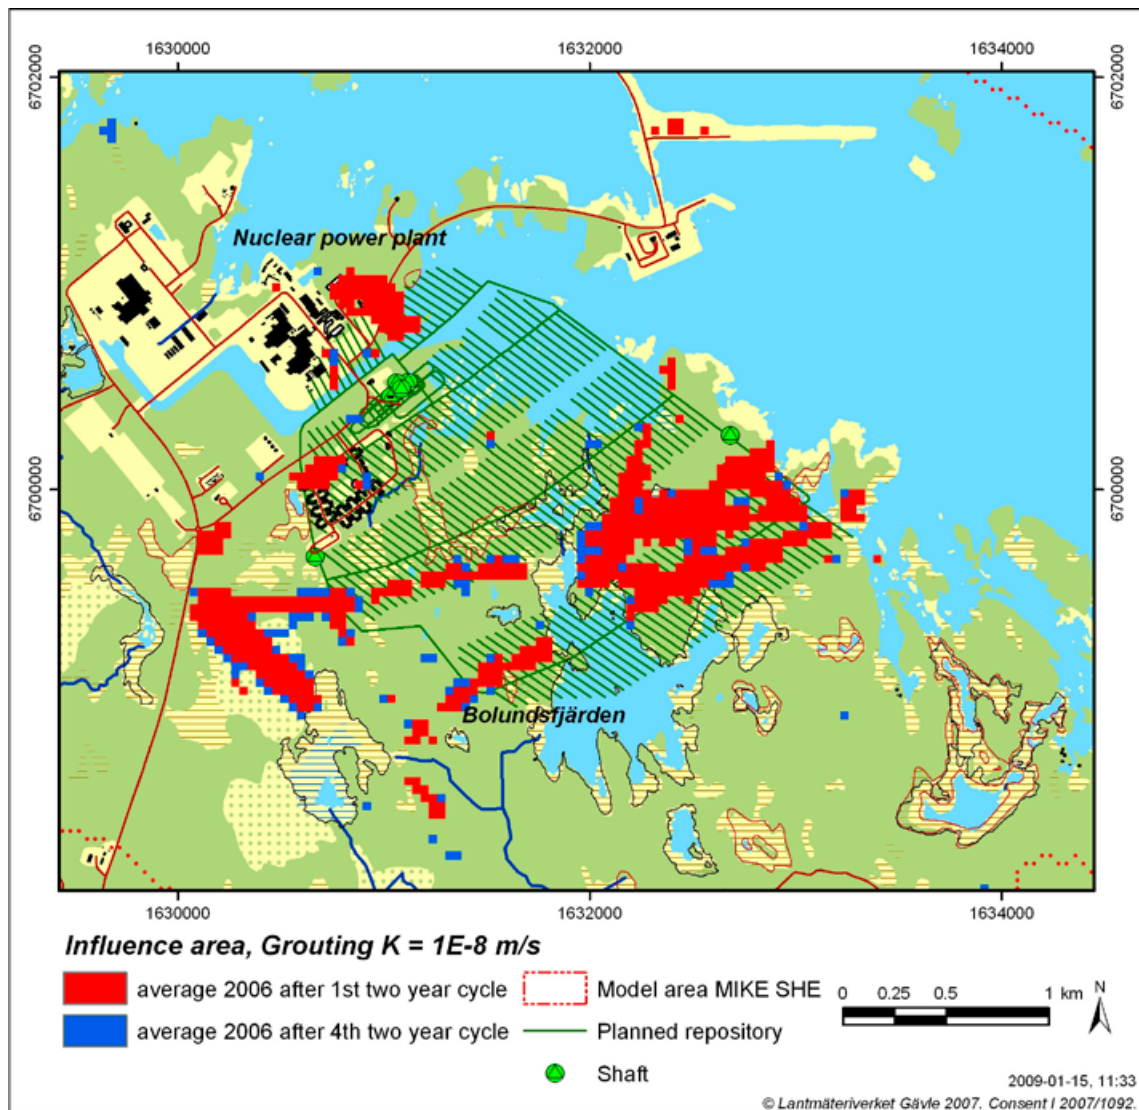 1630000 1632000 1634000
6702000 6702000
Nuclear power plant
6700000 6700000
Bolundsfjärden
1630000 1632000 1634000
Influence area, Grouting K = 1E-8 m/s
average 2006 after 1st two year cycle Model area MIKE SHE 0 0.25 0.5 1 km N
average 2006 after 4th two year cycle Planned repository
Shaft
2009-01-15, 11:33
© Lantmäteriverket Gävle 2007. Consent I 2007/1092.